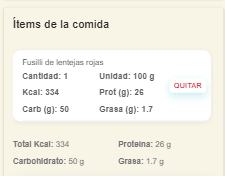 Ítems de la comida
Fusilli de lentejas rojas
Cantidad: 1 Unidad: 100 g
Kcal: 334 Prot (g): 26
QUITAR
Carb (g): 50 Grasa (g): 1.7
Total Kcal: 334 Proteína: 26 g
Carbohidrato: 50 g Grasa: 1.7 g